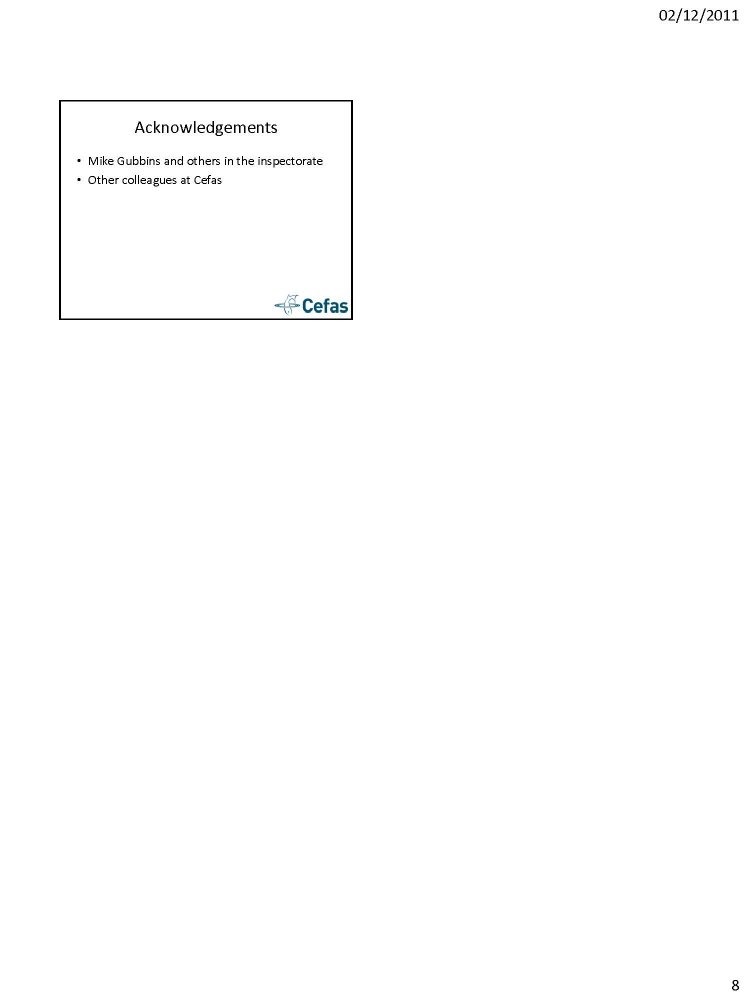 02/12/2011
Acknowledgements
• Mike Gubbins and others in the inspectorate
• Other colleagues at Cefas
Cefas
8